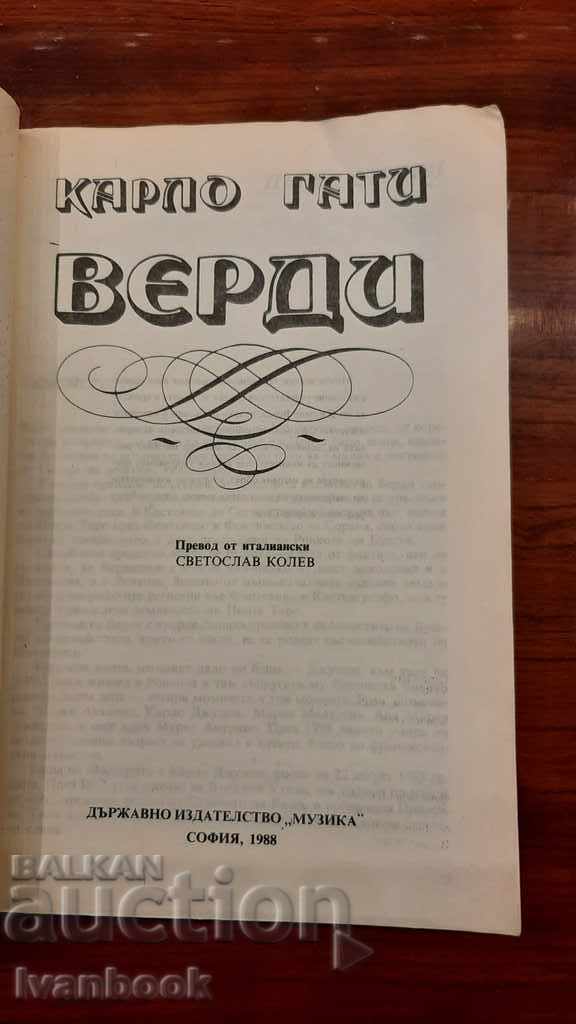 КАРЛО ГАТИ
ВЕРДИ
Превод от италиански
СВЕТОСЛАВ КОЛЕВ
ДЪРЖАВНО ИЗДАТЕЛСТВО „МУЗИКА"
СОФИЯ, 1988
BALKAN
auction
Ivanbook